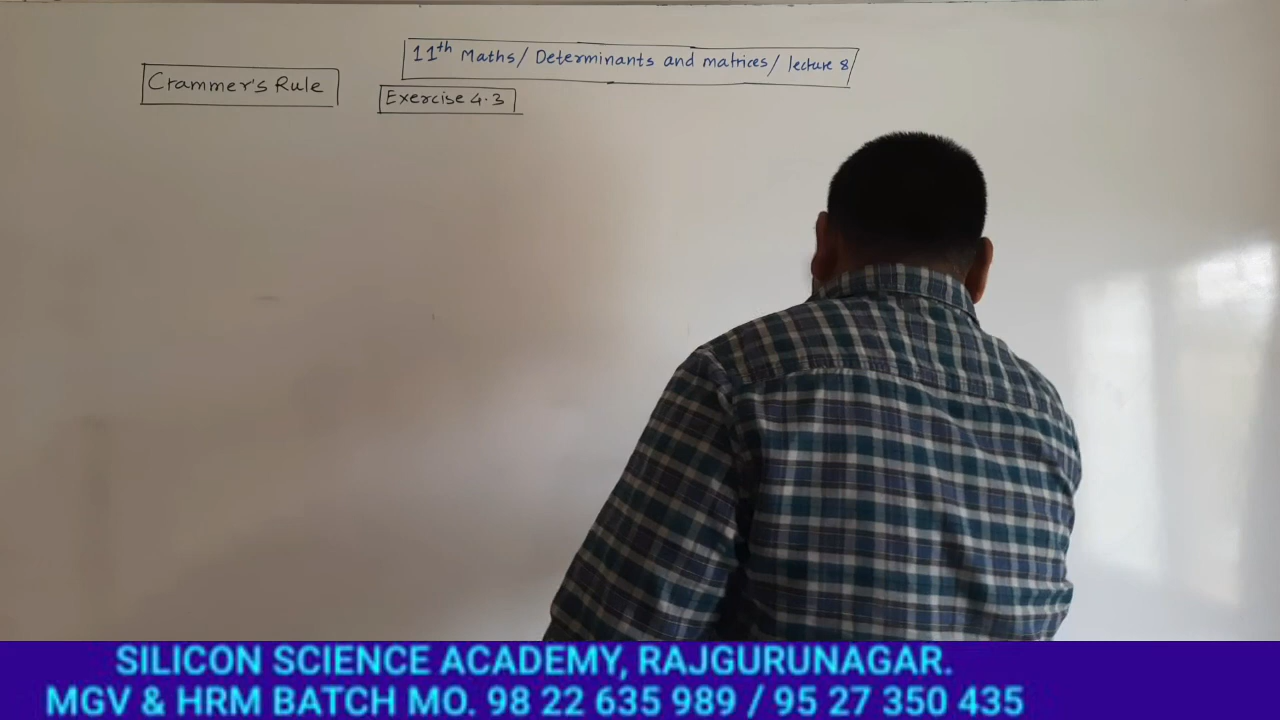 11th Maths/ Determinants and matrices/ lecture 8/
Crammer's Rule
Exercise 4.3
SILICON SCIENCE ACADEMY, RAJGURUNAGAR.
MGV & HRM BATCH MO. 98 22 635 989 / 95 27 350 435